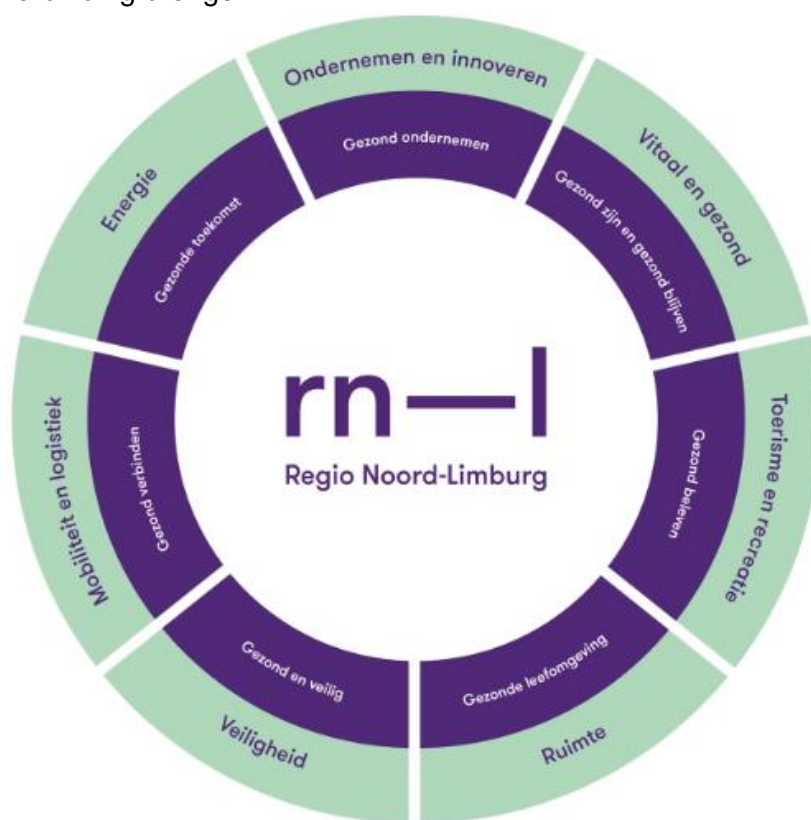 Ondernemen en innoveren
Gezond ondernemen
Vitaal en gezond
Gezond zijn en gezond blijven
Toerisme en recreatie
Gezond beleven
Ruimte
Gezonde leefomgeving
Veiligheid
Gezond en veilig
Mobiliteit en logistiek
Gezond verbinden
Energie
Gezonde toekomst
rn—l
Regio Noord-Limburg